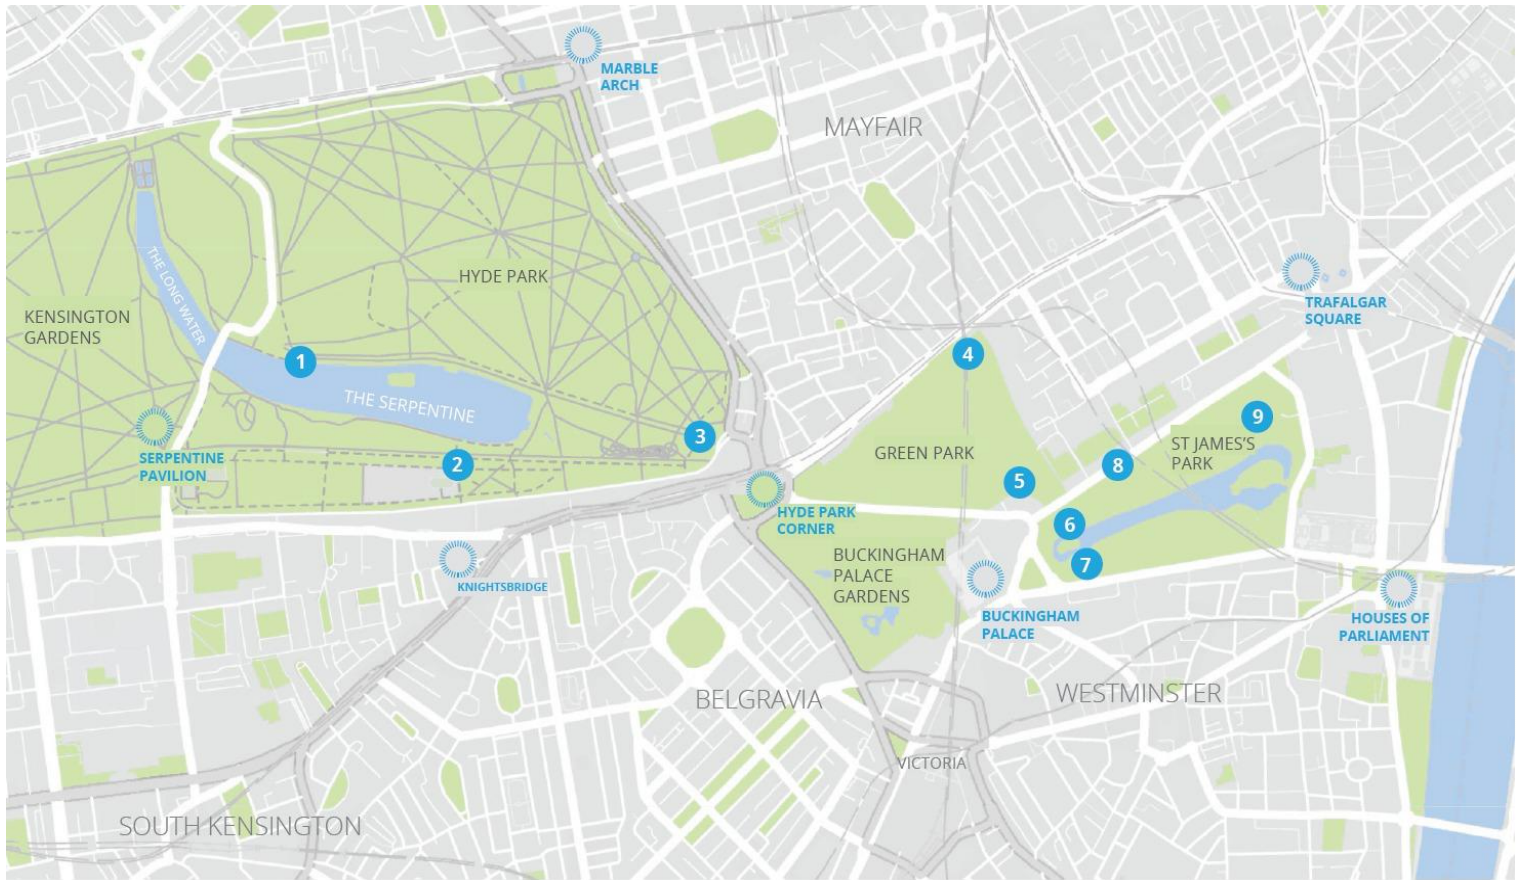 MARBLE
ARCH
MAYFAIR
THE LONG WATER
HYDE PARK
TRAFALGAR
SQUARE
KENSINGTON
GARDENS
1
4
THE SERPENTINE
9
3
SERPENTINE
PAVILION
2
GREEN PARK
ST JAMES'S
PARK
8
5
HYDE PARK
CORNER
6
7
BUCKINGHAM
PALACE
GARDENS
KNIGHTSBRIDGE
BUCKINGHAM
PALACE
HOUSES OF
PARLIAMENT
BELGRAVIA
WESTMINSTER
VICTORIA
SOUTH KENSINGTON